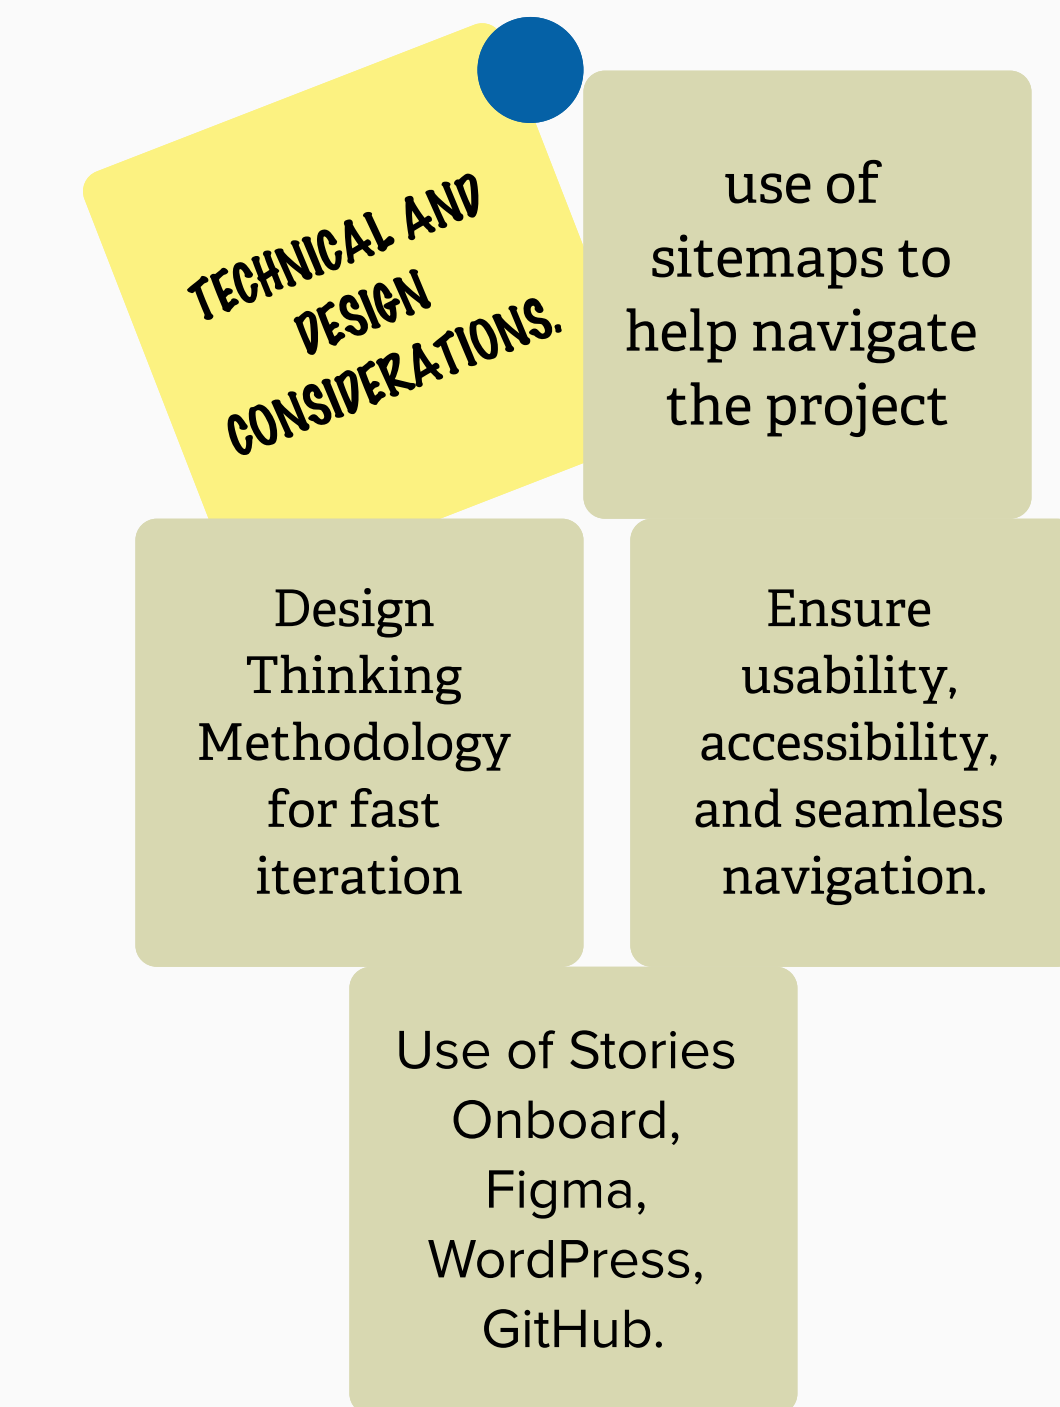 TECHNICAL AND
DESIGN
CONSIDERATIONS.
use of
sitemaps to
help navigate
the project
Design
Thinking
Methodology
for fast
iteration
Ensure
usability,
accessibility,
and seamless
navigation.
Use of Stories
Onboard,
Figma,
WordPress,
GitHub.